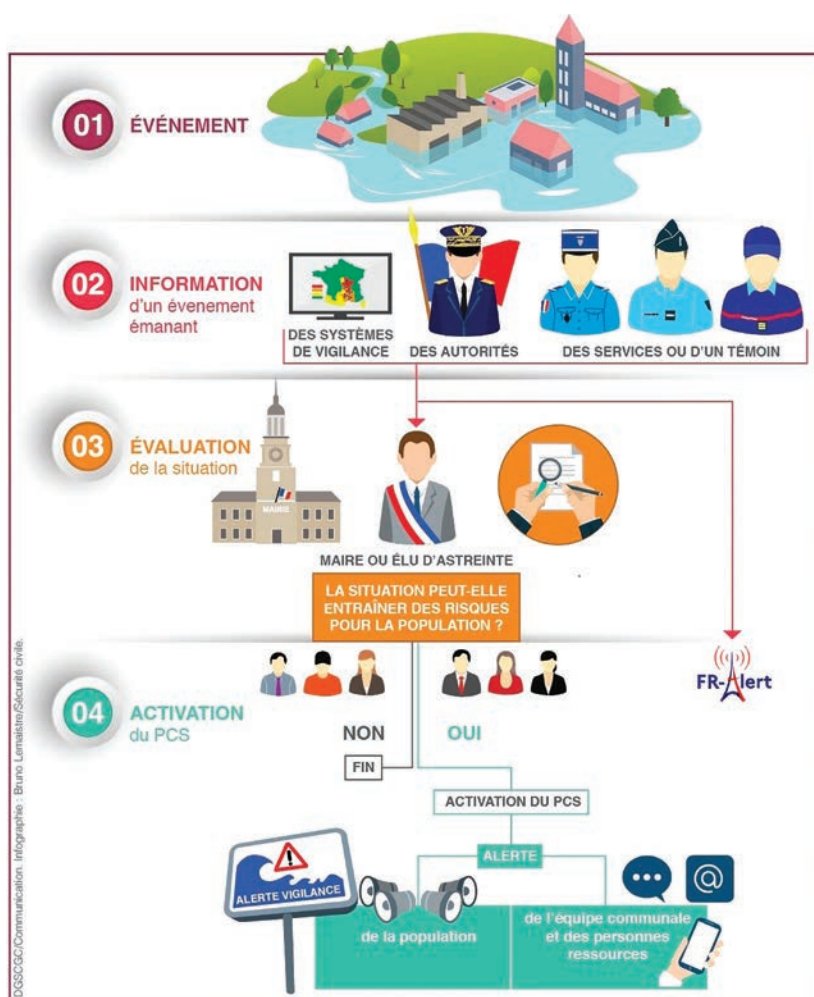 01 ÉVÉNEMENT
02 INFORMATION
d'un évenement
émanant
DES SYSTÈMES
DE VIGILANCE
DES AUTORITÉS
DES SERVICES OU D'UN TÉMOIN
03 ÉVALUATION
de la situation
MAIRIE
MAIRE OU ÉLU D'ASTREINTE
LA SITUATION PEUT-ELLE
ENTRAÎNER DES RISQUES
POUR LA POPULATION ?
FR-Alert
04 ACTIVATION
du PCS
NON
OUI
FIN
ACTIVATION DU PCS
ALERTE
ALERTE VIGILANCE
@
de la population
de l'équipe communale
et des personnes
ressources
DGSCGC/Communication. Infographie : Bruno Lemaistre/Sécurité civile.